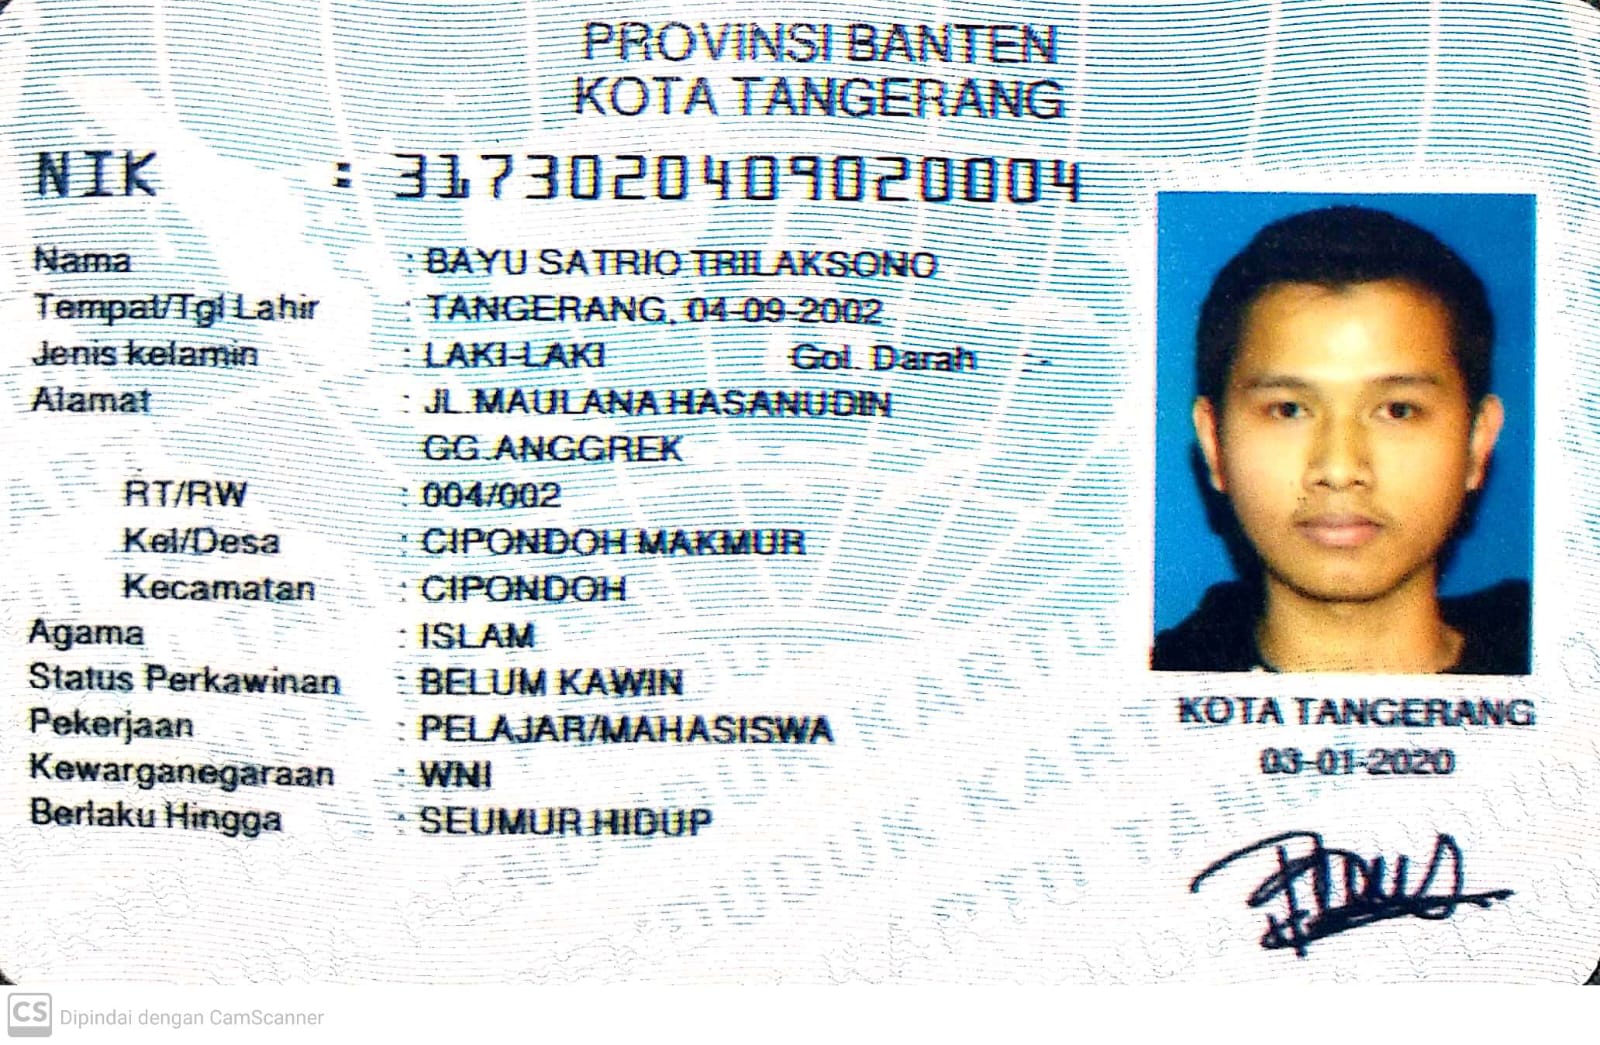 PROVINSI BANTEN
KOTA TANGERANG
NIK : 3173020409020004
Nama : BAYU SATRIO TRILAKSONO
Tempat/Tgl Lahir : TANGERANG, 04-09-2002
Jenis kelamin : LAKI-LAKI Gol. Darah : -
Alamat : JL.MAULANA HASANUDIN
GG.ANGGREK
RT/RW : 004/002
Kel/Desa : CIPONDOH MAKMUR
Kecamatan : CIPONDOH
Agama : ISLAM
Status Perkawinan : BELUM KAWIN
Pekerjaan : PELAJAR/MAHASISWA
Kewarganegaraan : WNI
Berlaku Hingga : SEUMUR HIDUP
KOTA TANGERANG
03-01-2020
CS Dipindai dengan CamScanner